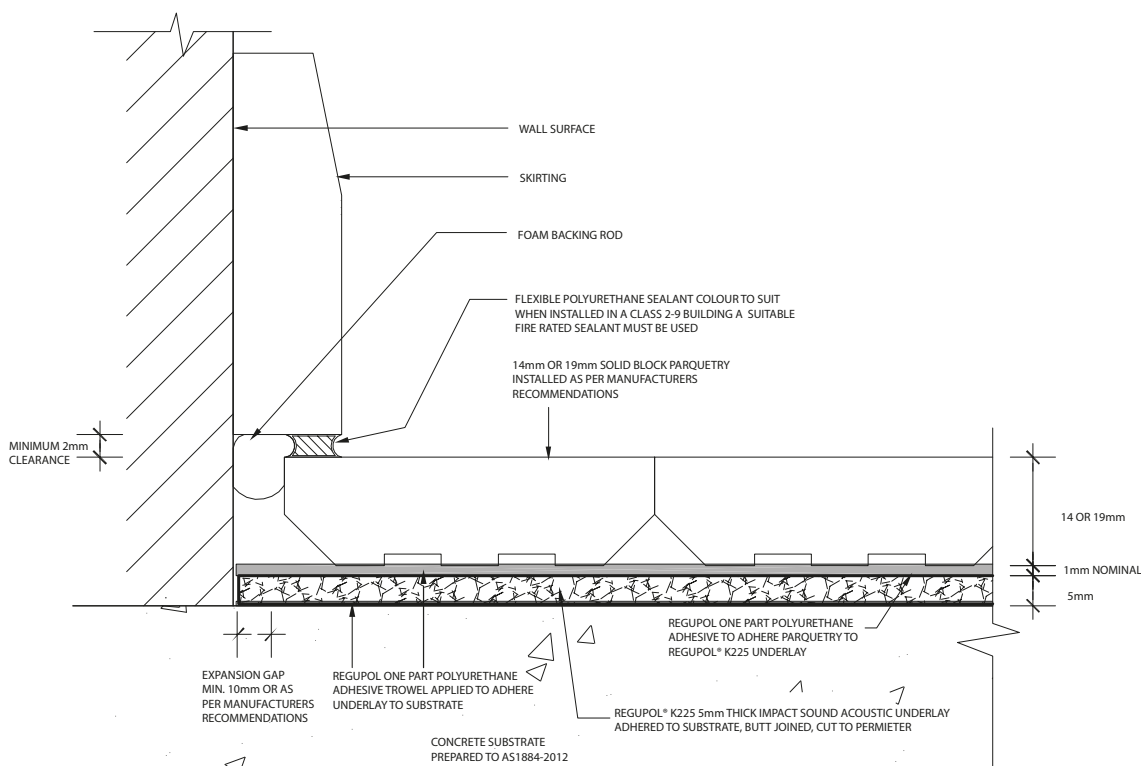 WALL SURFACE
SKIRTING
FOAM BACKING ROD
FLEXIBLE POLYURETHANE SEALANT COLOUR TO SUIT
WHEN INSTALLED IN A CLASS 2-9 BUILDING A SUITABLE
FIRE RATED SEALANT MUST BE USED
14mm OR 19mm SOLID BLOCK PARQUETRY
INSTALLED AS PER MANUFACTURERS
RECOMMENDATIONS
MINIMUM 2mm
CLEARANCE
14 OR 19mm
1mm NOMINAL
5mm
REGUPOL ONE PART POLYURETHANE
ADHESIVE TO ADHERE PARQUETRY TO
REGUPOL® K225 UNDERLAY
EXPANSION GAP
MIN. 10mm OR AS
PER MANUFACTURERS
RECOMMENDATIONS
REGUPOL ONE PART POLYURETHANE
ADHESIVE TROWEL APPLIED TO ADHERE
UNDERLAY TO SUBSTRATE
REGUPOL® K225 5mm THICK IMPACT SOUND ACOUSTIC UNDERLAY
ADHERED TO SUBSTRATE, BUTT JOINED, CUT TO PERMIETER
CONCRETE SUBSTRATE
PREPARED TO AS1884-2012